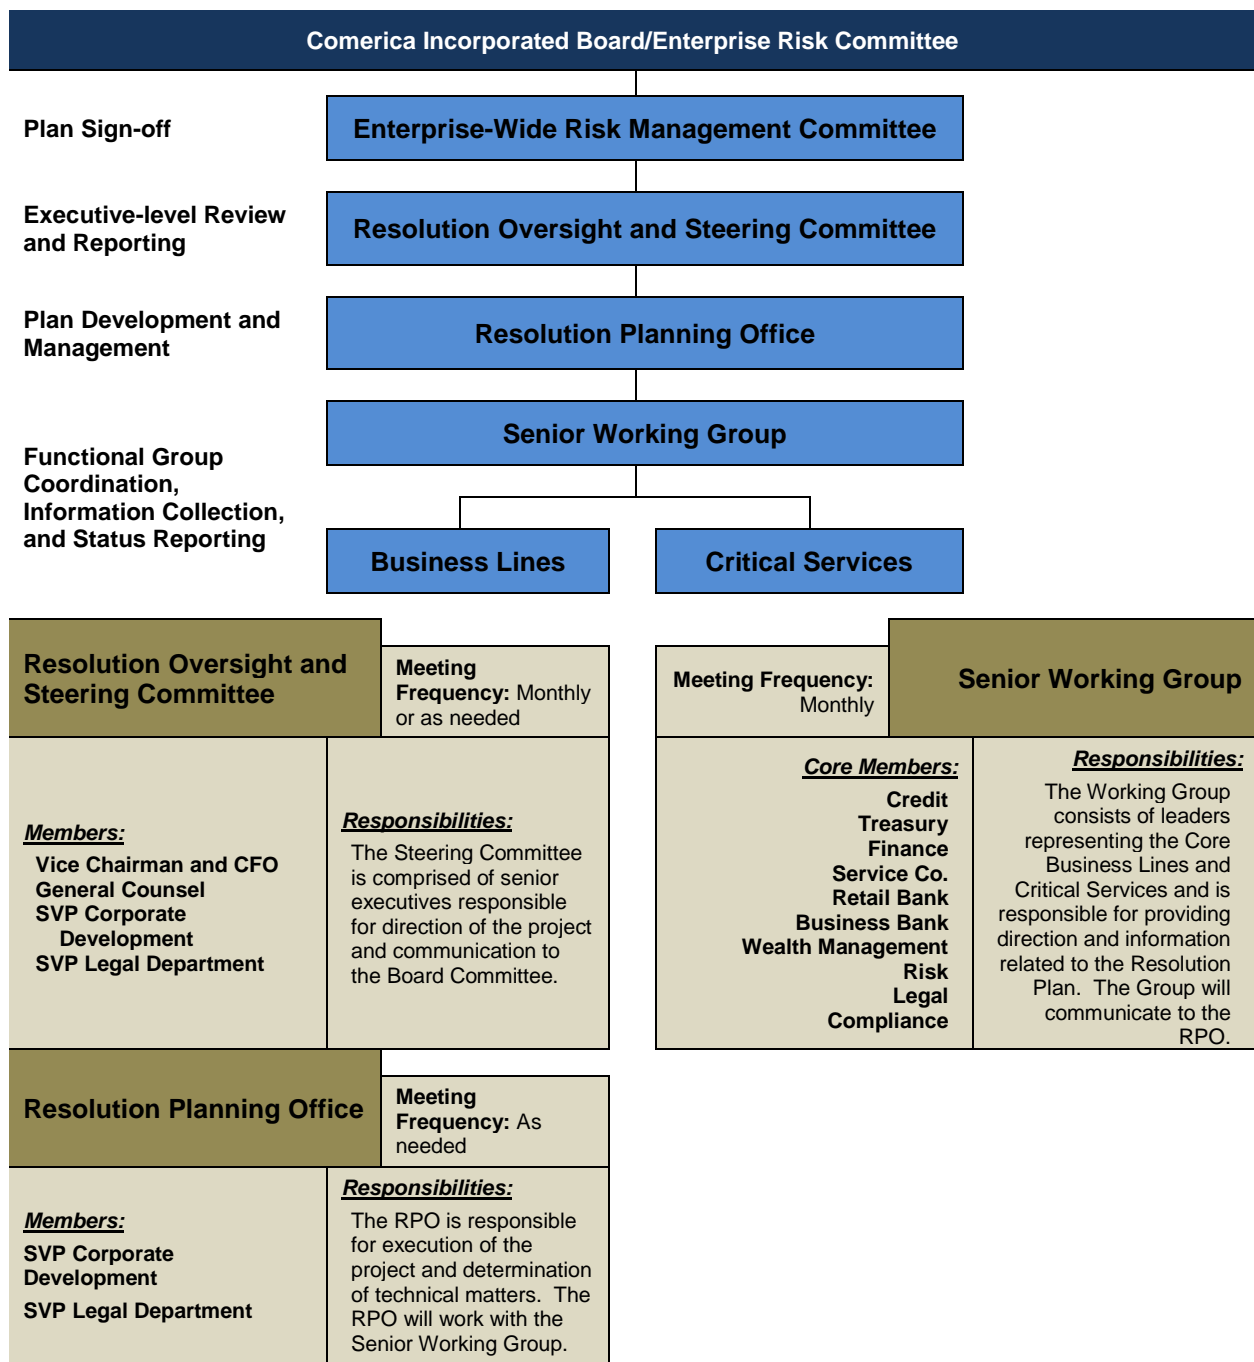 Comerica Incorporated Board/Enterprise Risk Committee
Plan Sign-off
Enterprise-Wide Risk Management Committee
Executive-level Review
and Reporting
Resolution Oversight and Steering Committee
Plan Development and
Management
Resolution Planning Office
Senior Working Group
Functional Group
Coordination,
Information Collection,
and Status Reporting
Business Lines
Critical Services
Resolution Oversight and
Steering Committee
Meeting
Frequency: Monthly
or as needed
Members:
Vice Chairman and CFO
General Counsel
SVP Corporate
Development
SVP Legal Department
Responsibilities:
The Steering Committee
is comprised of senior
executives responsible
for direction of the project
and communication to
the Board Committee.
Meeting Frequency:
Monthly
Senior Working Group
Core Members:
Credit
Treasury
Finance
Service Co.
Retail Bank
Business Bank
Wealth Management
Risk
Legal
Compliance
Responsibilities:
The Working Group
consists of leaders
representing the Core
Business Lines and
Critical Services and is
responsible for providing
direction and information
related to the Resolution
Plan.  The Group will
communicate to the
RPO.
Resolution Planning Office
Meeting
Frequency: As
needed
Members:
SVP Corporate
Development
SVP Legal Department
Responsibilities:
The RPO is responsible
for execution of the
project and determination
of technical matters.  The
RPO will work with the
Senior Working Group.